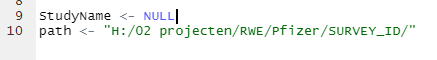 9 StudyName <- NULL
10 path <- "H:/02 projecten/RWE/Pfizer/SURVEY_ID/"